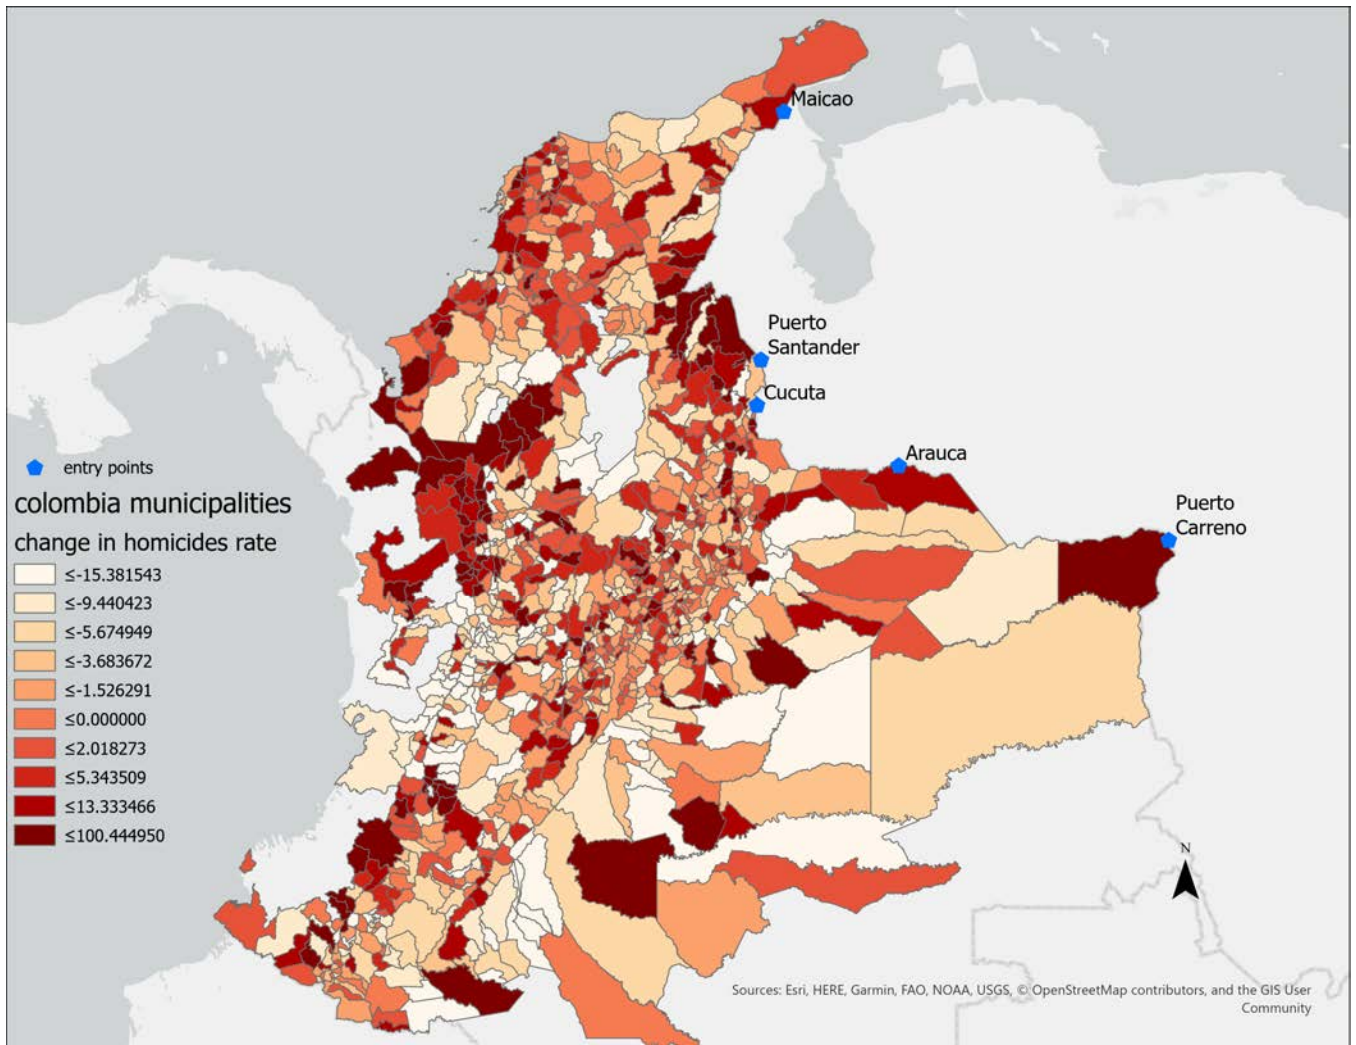 Maicao
Puerto
Santander
Cucuta
Arauca
Puerto
Carreno
entry points
colombia municipalities
change in homicides rate
≤-15.381543
≤-9.440423
≤-5.674949
≤-3.683672
≤-1.526291
≤0.000000
≤2.018273
≤5.343509
≤13.333466
≤100.444950
N
Sources: Esri, HERE, Garmin, FAO, NOAA, USGS, © OpenStreetMap contributors, and the GIS User
Community